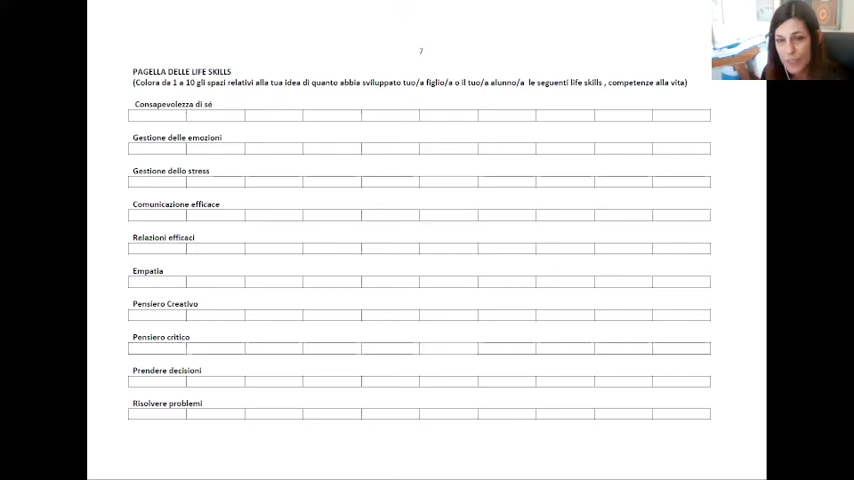 7
PAGELLA DELLE LIFE SKILLS
(Colora da 1 a 10 gli spazi relativi alla tua idea di quanto abbia sviluppato tuo/a figlio/a o il tuo/a alunno/a le seguenti life skills , competenze alla vita)
Consapevolezza di sé
Gestione delle emozioni
Gestione dello stress
Comunicazione efficace
Relazioni efficaci
Empatia
Pensiero Creativo
Pensiero critico
Prendere decisioni
Risolvere problemi